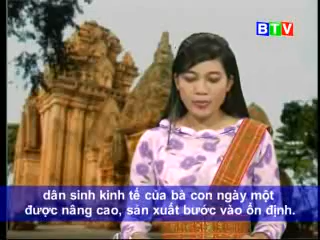 BTV
dân sinh kinh tế của bà con ngày một
được nâng cao, sản xuất bước vào ổn định.